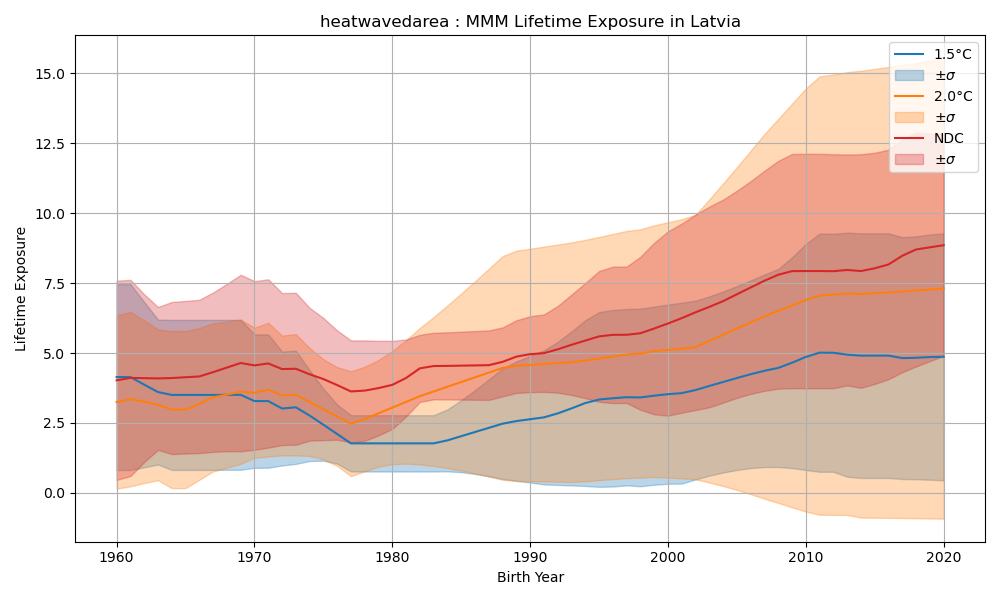 heatwavedarea : MMM Lifetime Exposure in Latvia
Lifetime Exposure
15.0
12.5
10.0
7.5
5.0
2.5
0.0
1.5°C
±σ
2.0°C
±σ
NDC
±σ
1960 1970 1980 1990 2000 2010 2020
Birth Year